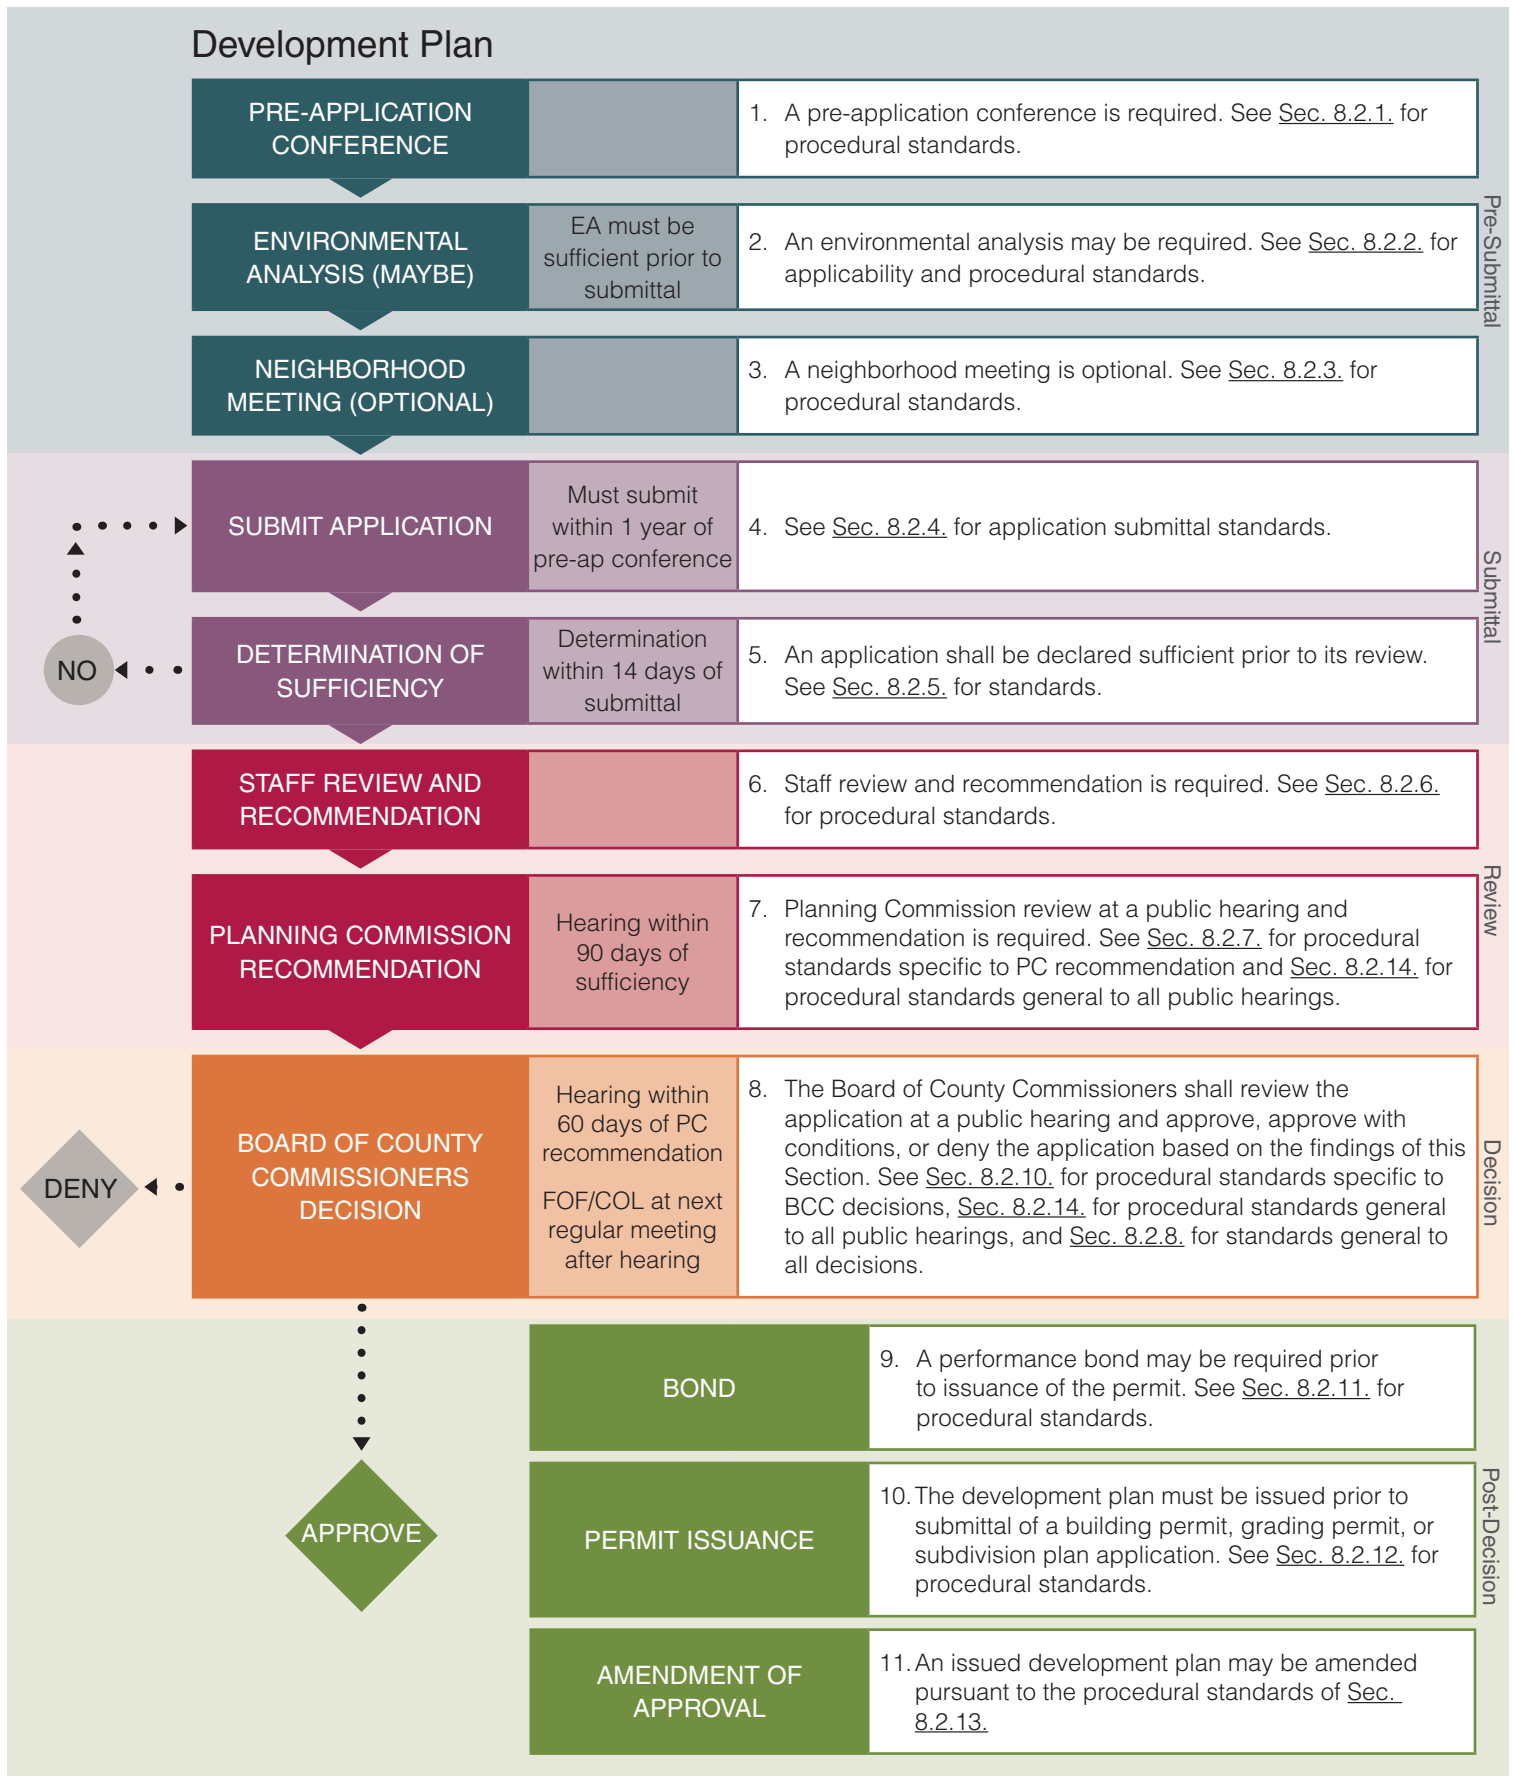 Development Plan
PRE-APPLICATION
CONFERENCE
1. A pre-application conference is required. See Sec. 8.2.1. for
procedural standards.
ENVIRONMENTAL
ANALYSIS (MAYBE)
EA must be
sufficient prior to
submittal
2. An environmental analysis may be required. See Sec. 8.2.2. for
applicability and procedural standards.
NEIGHBORHOOD
MEETING (OPTIONAL)
3. A neighborhood meeting is optional. See Sec. 8.2.3. for
procedural standards.
Pre-Submittal
SUBMIT APPLICATION
Must submit
within 1 year of
pre-ap conference
4. See Sec. 8.2.4. for application submittal standards.
NO
DETERMINATION OF
SUFFICIENCY
Determination
within 14 days of
submittal
5. An application shall be declared sufficient prior to its review.
See Sec. 8.2.5. for standards.
Submittal
STAFF REVIEW AND
RECOMMENDATION
6. Staff review and recommendation is required. See Sec. 8.2.6.
for procedural standards.
PLANNING COMMISSION
RECOMMENDATION
Hearing within
90 days of
sufficiency
7. Planning Commission review at a public hearing and
recommendation is required. See Sec. 8.2.7. for procedural
standards specific to PC recommendation and Sec. 8.2.14. for
procedural standards general to all public hearings.
Review
DENY
BOARD OF COUNTY
COMMISSIONERS
DECISION
Hearing within
60 days of PC
recommendation
FOF/COL at next
regular meeting
after hearing
8. The Board of County Commissioners shall review the
application at a public hearing and approve, approve with
conditions, or deny the application based on the findings of this
Section. See Sec. 8.2.10. for procedural standards specific to
BCC decisions, Sec. 8.2.14. for procedural standards general
to all public hearings, and Sec. 8.2.8. for standards general to
all decisions.
Decision
APPROVE
BOND
9. A performance bond may be required prior
to issuance of the permit. See Sec. 8.2.11. for
procedural standards.
PERMIT ISSUANCE
10. The development plan must be issued prior to
submittal of a building permit, grading permit, or
subdivision plan application. See Sec. 8.2.12. for
procedural standards.
AMENDMENT OF
APPROVAL
11. An issued development plan may be amended
pursuant to the procedural standards of Sec.
8.2.13.
Post-Decision